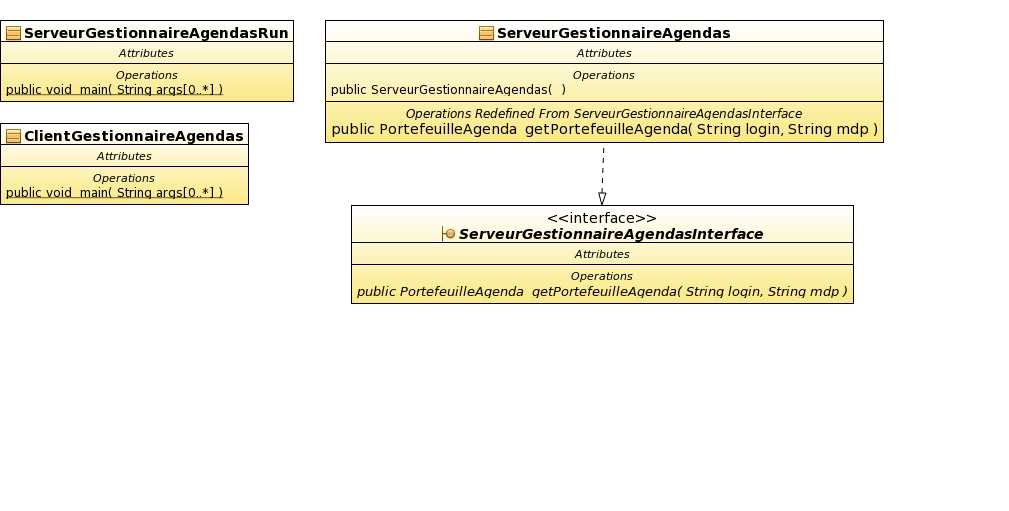 ServeurGestionnaireAgendasRun
Attributes
Operations
public void main( String args[0..*] )
ClientGestionnaireAgendas
Attributes
Operations
public void main( String args[0..*] )
ServeurGestionnaireAgendas
Attributes
Operations
public ServeurGestionnaireAgendas( )
Operations Redefined From ServeurGestionnaireAgendasInterface
public PortefeuilleAgenda getPortefeuilleAgenda( String login, String mdp )
<<interface>>
ServeurGestionnaireAgendasInterface
Attributes
Operations
public PortefeuilleAgenda getPortefeuilleAgenda( String login, String mdp )